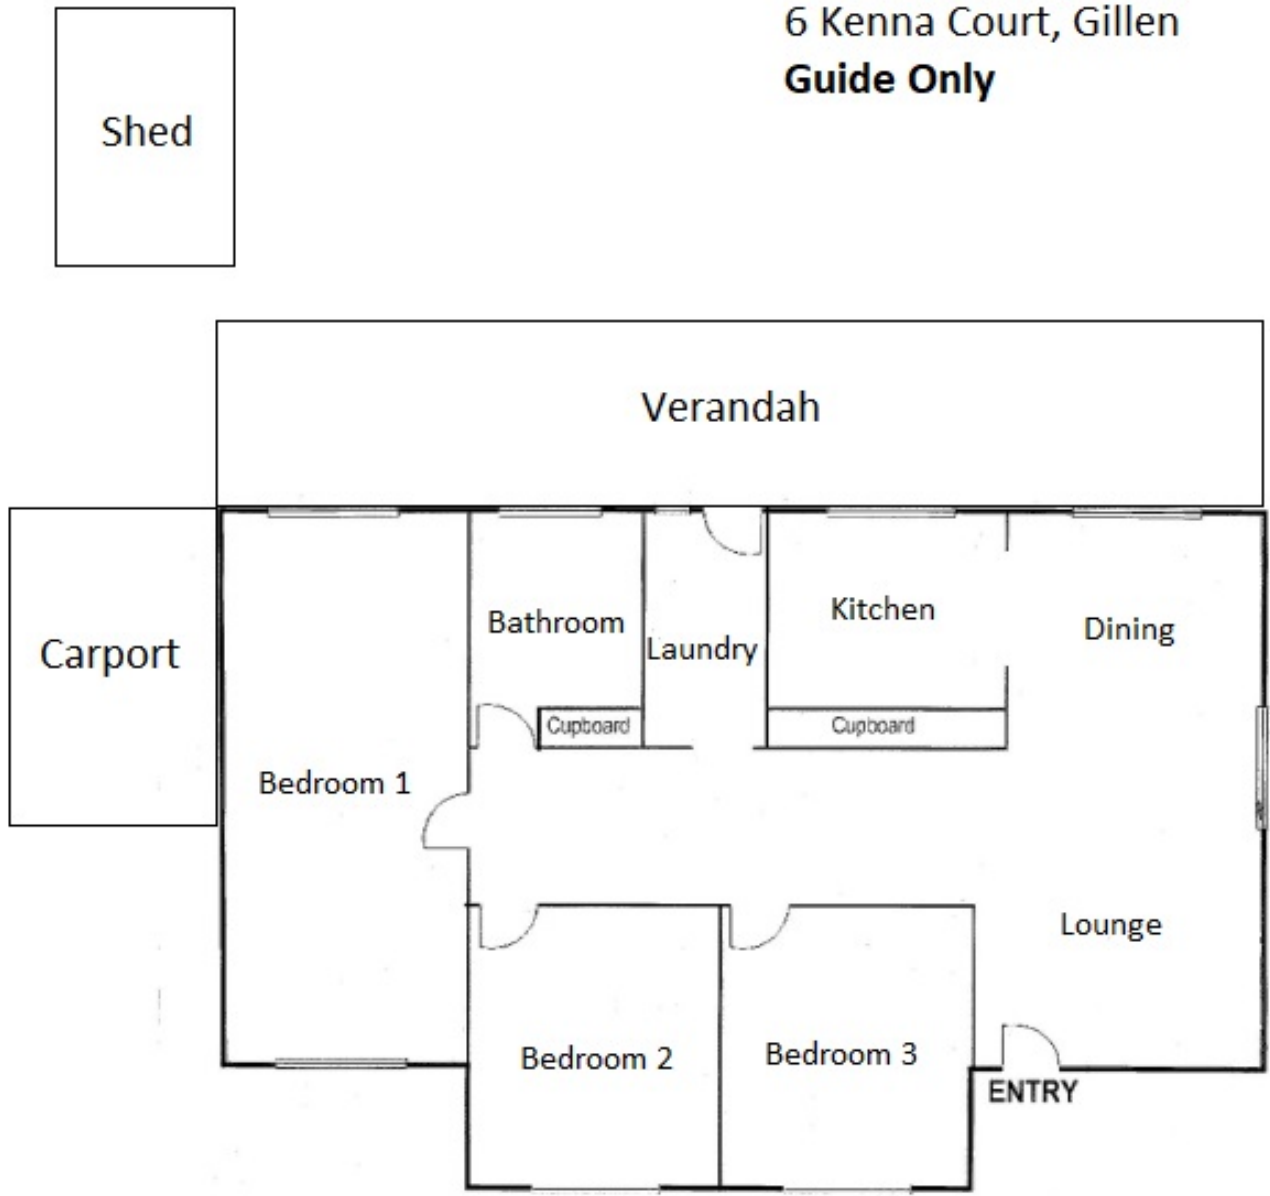 6 Kenna Court, Gillen
Guide Only
Shed
Verandah
Carport
Bathroom
Laundry
Kitchen
Dining
Cupboard
Cupboard
Bedroom 1
Lounge
Bedroom 2
Bedroom 3
ENTRY